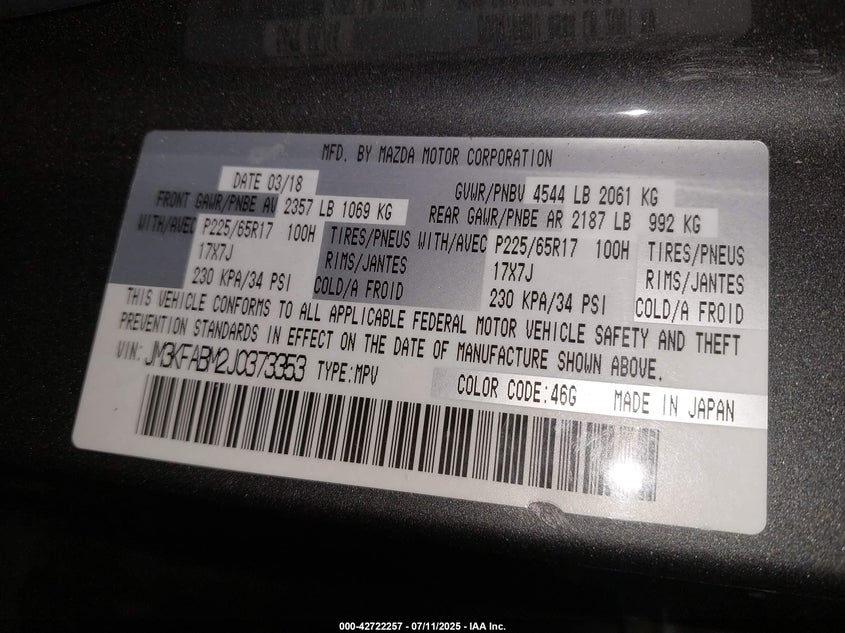 MFD. BY MAZDA MOTOR CORPORATION
DATE 03/18 GVWR/PNBV 4544 LB 2061 KG
FRONT GAWR/PNBE AV 2357 LB 1069 KG REAR GAWR/PNBE AR 2187 LB 992 KG
WITH/AVEC P225/65R17 100H TIRES/PNEUS WITH/AVEC P225/65R17 100H TIRES/PNEUS
17X7J RIMS/JANTES 17X7J RIMS/JANTES
230 KPA/34 PSI COLD/A FROID 230 KPA/34 PSI COLD/A FROID
THIS VEHICLE CONFORMS TO ALL APPLICABLE FEDERAL MOTOR VEHICLE SAFETY AND THEFT
PREVENTION STANDARDS IN EFFECT ON THE DATE OF MANUFACTURE SHOWN ABOVE.
VIN: JM3KFABM2J0373353 TYPE:MPV
COLOR CODE:46G MADE IN JAPAN
000-42722257 - 07/11/2025 - IAA Inc.